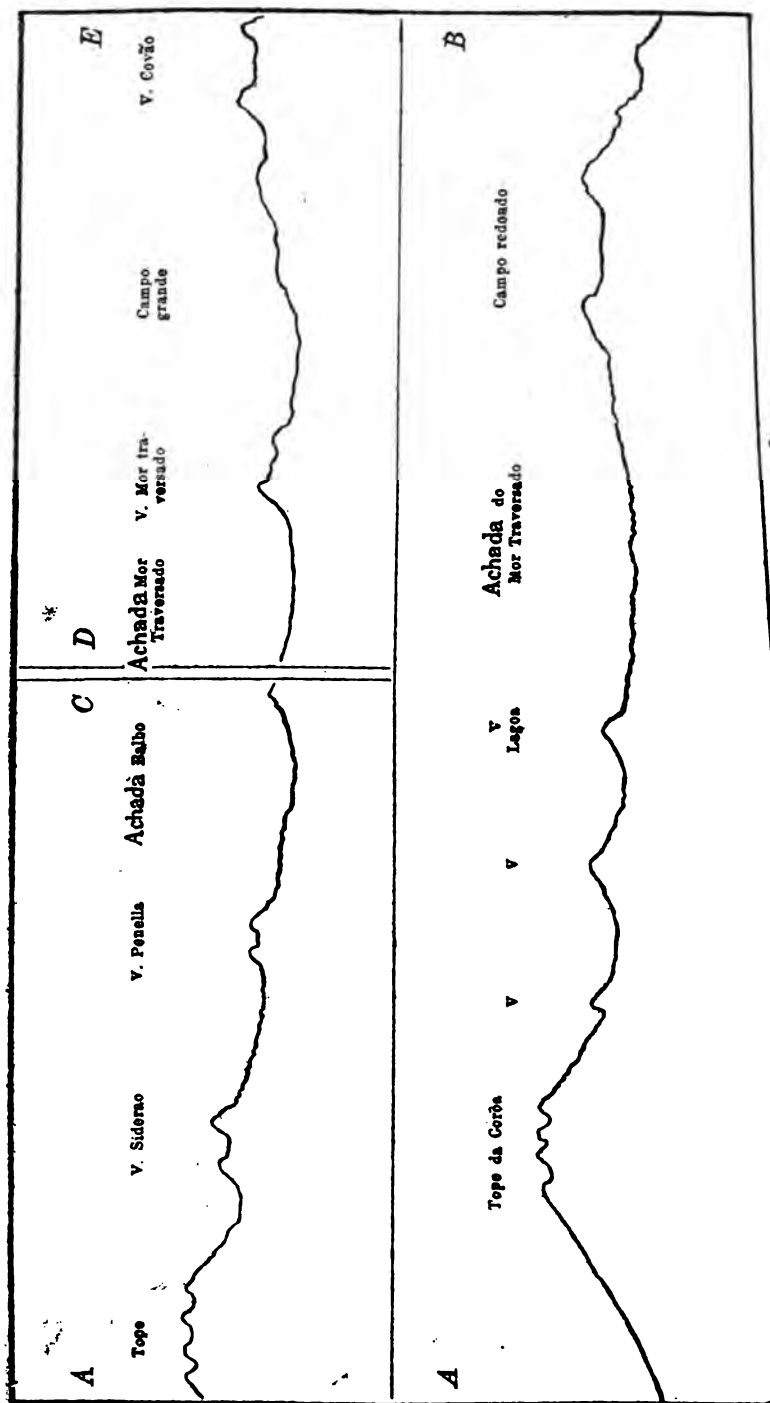 A
C
D
E
Tope
V. Siderao
V. Penella
Achada Balbo
Achada Mor
Traversado
V. Mor tra-
versado
Campo
grande
V. Covão
A
B
Tope da Corôa
V
V
V
Lagoa
Achada do
Mor Traversado
Campo redondo